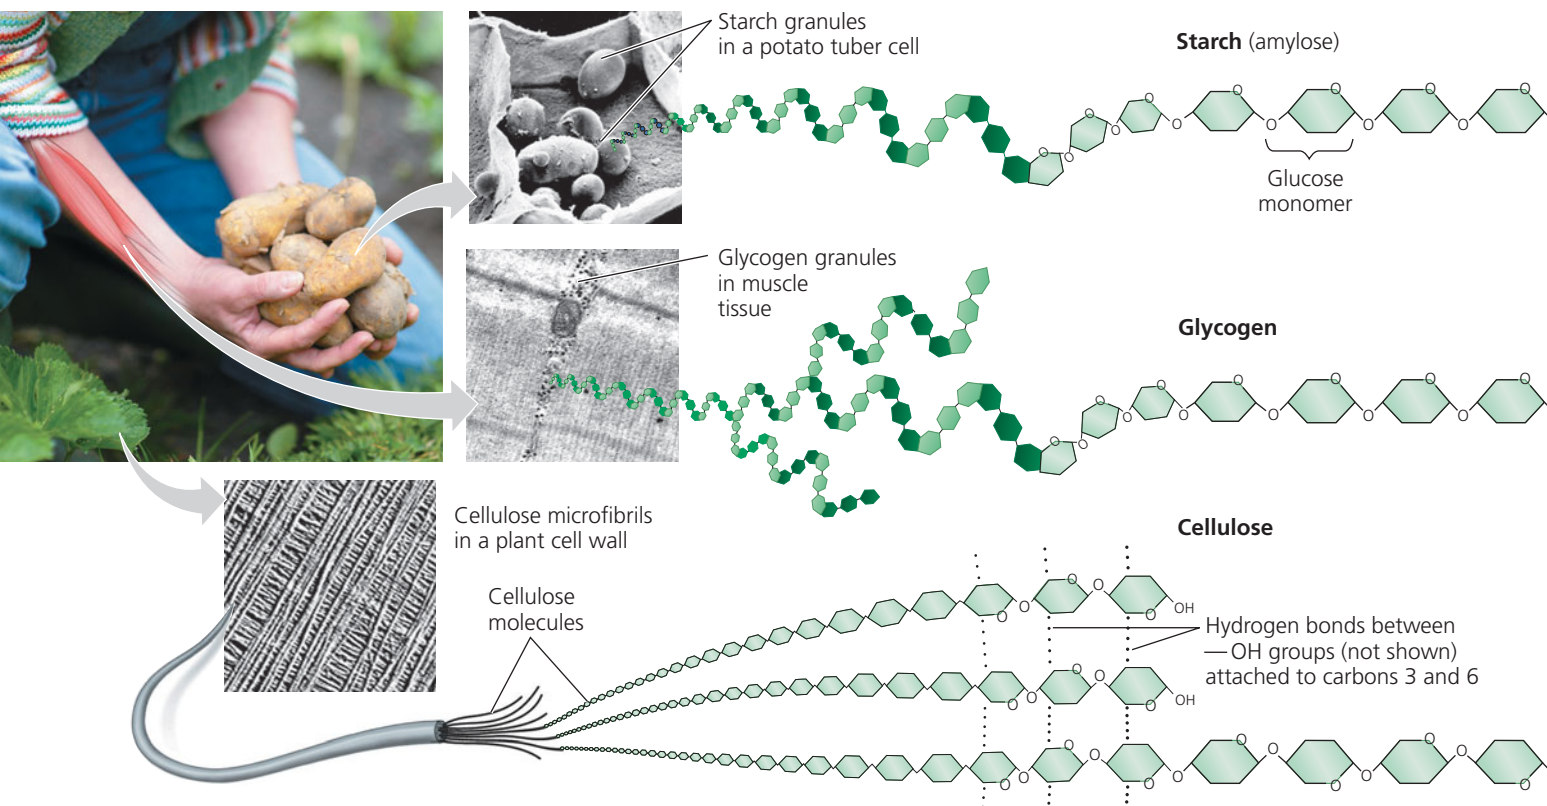 Starch granules
in a potato tuber cell
Starch (amylose)
O O O O O O
O O O O O
Glucose
monomer
Glycogen granules
in muscle
tissue
Glycogen
O O O O O O O
O O O O O
Cellulose microfibrils
in a plant cell wall
Cellulose
Cellulose
molecules
O O O O O OH
Hydrogen bonds between
—OH groups (not shown)
attached to carbons 3 and 6
O O O O O OH
O O O O O O O O O O O O O